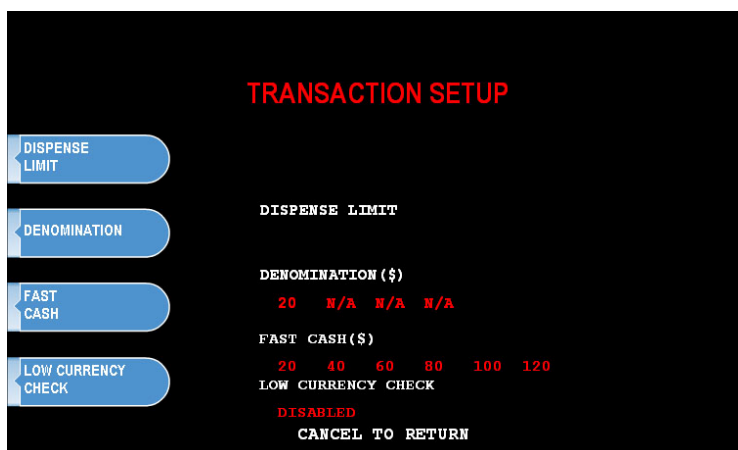 TRANSACTION SETUP
DISPENSE
LIMIT
DENOMINATION
FAST
CASH
LOW CURRENCY
CHECK
DISPENSE LIMIT
DENOMINATION($)
20 N/A N/A N/A
FAST CASH($)
20 40 60 80 100 120
LOW CURRENCY CHECK
DISABLED
CANCEL TO RETURN